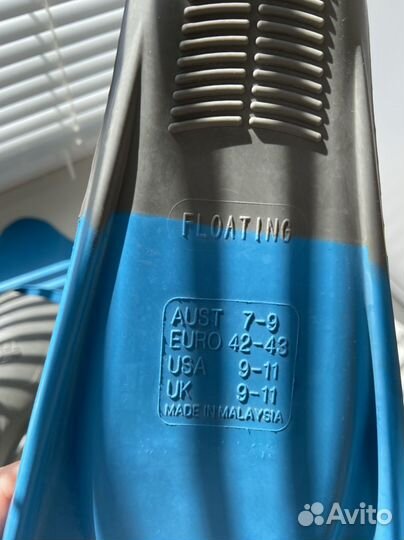 FLOATING
AUST 7-9
EURO 42-43
USA 9-11
UK 9-11
MADE IN MALAYSIA
Avito